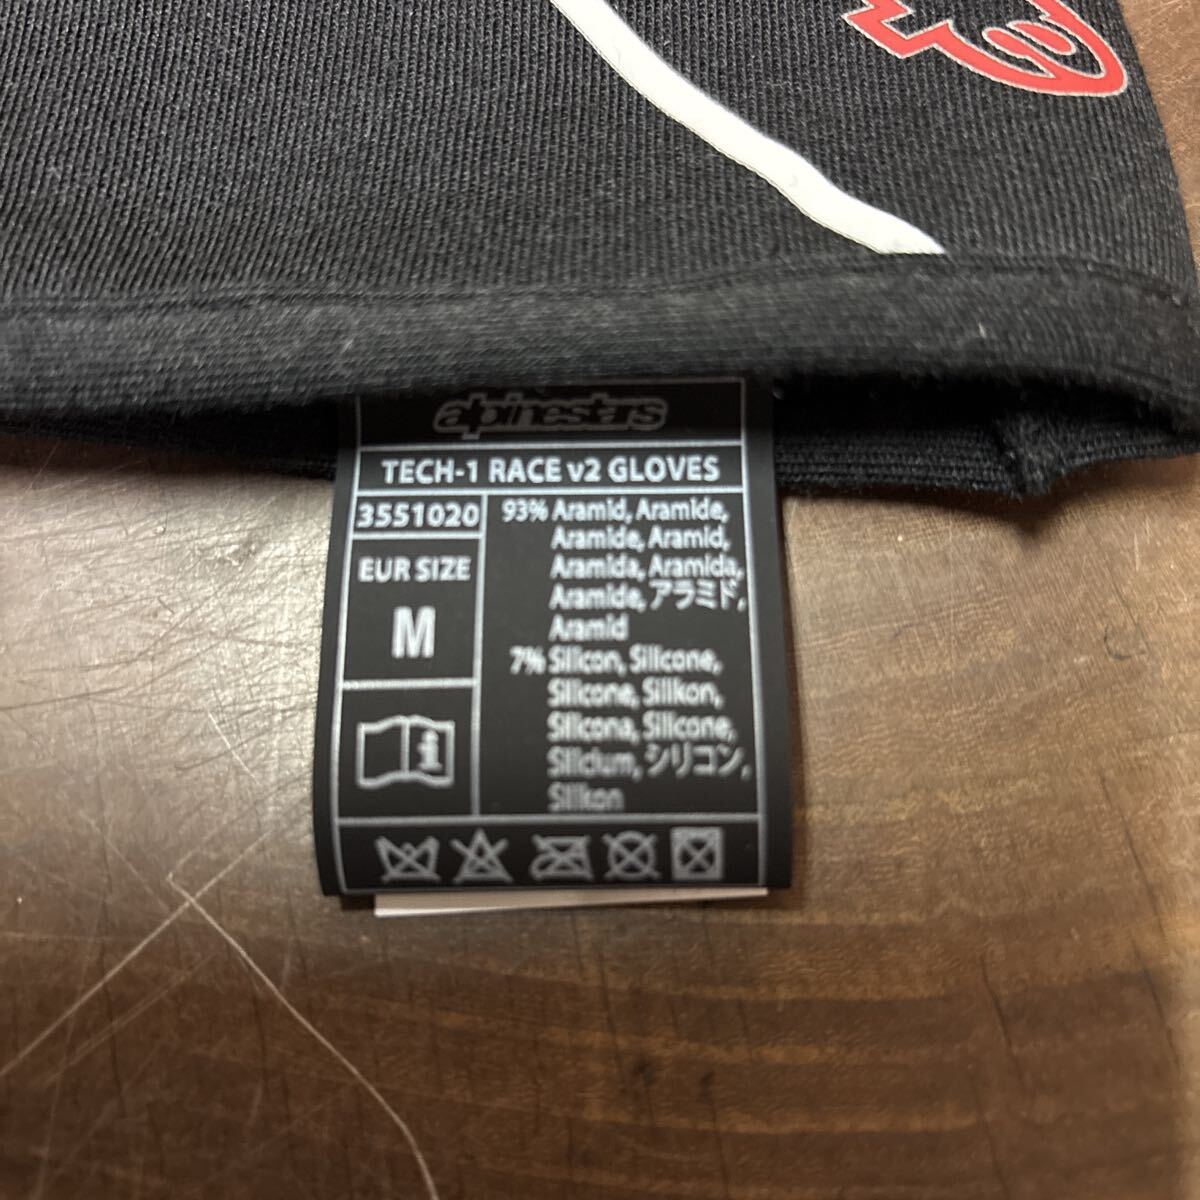 alpinestars
TECH-1 RACE v2 GLOVES
3551020
EUR SIZE
M
93% Aramid, Aramide,
Aramide, Aramid,
Aramida, Aramida,
Aramide, アラミド,
Aramid
7% Silicon, Silicone,
Silicone, Silikon,
Silicona, Silicone,
Silicium, シリコン,
Silikon